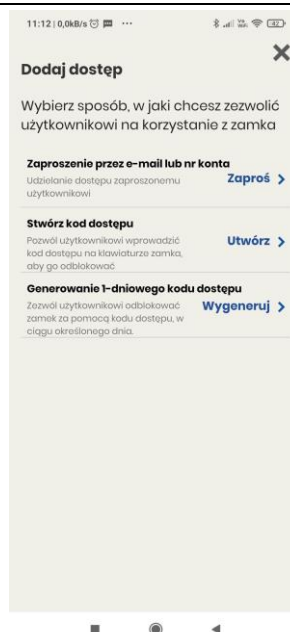 11:12 | 0,0kB/s
42
Dodaj dostęp
Wybierz sposób, w jaki chcesz zezwolić
użytkownikowi na korzystanie z zamka
Zaproszenie przez e-mail lub nr konta
Udzielanie dostępu zaproszonemu
użytkownikowi
Zaproś
Stwórz kod dostępu
Pozwól użytkownikowi wprowadzić
kod dostępu na klawiaturze zamka,
aby go odblokować
Utwórz
Generowanie 1-dniowego kodu dostępu
Zezwól użytkownikowi odblokować
zamek za pomocą kodu dostępu, w
ciągu określonego dnia.
Wygeneruj